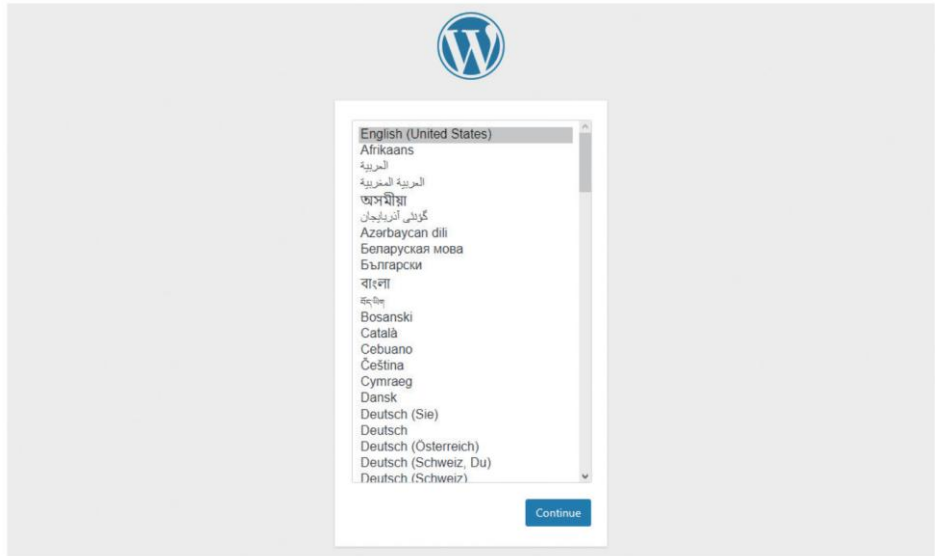 English (United States)
Afrikaans
العربية
العربية المغربية
অসমীয়া
گؤنئی آذربایجان
Azərbaycan dili
Беларуская мова
Български
বাংলা
བོད་ཡིག
Bosanski
Català
Cebuano
Čeština
Cymraeg
Dansk
Deutsch (Sie)
Deutsch
Deutsch (Österreich)
Deutsch (Schweiz, Du)
Deutsch (Schweiz)
Continue